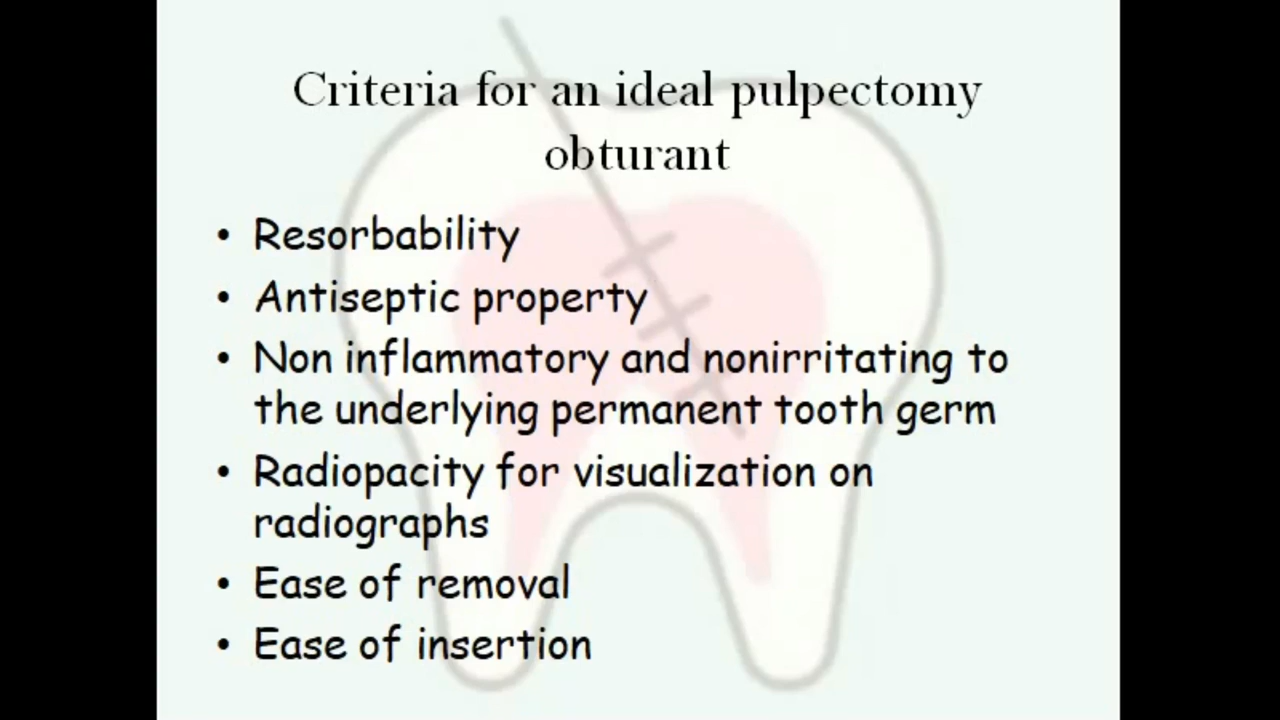 Criteria for an ideal pulpectomy
obturant
• Resorbability
• Antiseptic property
• Non inflammatory and nonirritating to
the underlying permanent tooth germ
• Radiopacity for visualization on
radiographs
• Ease of removal
• Ease of insertion